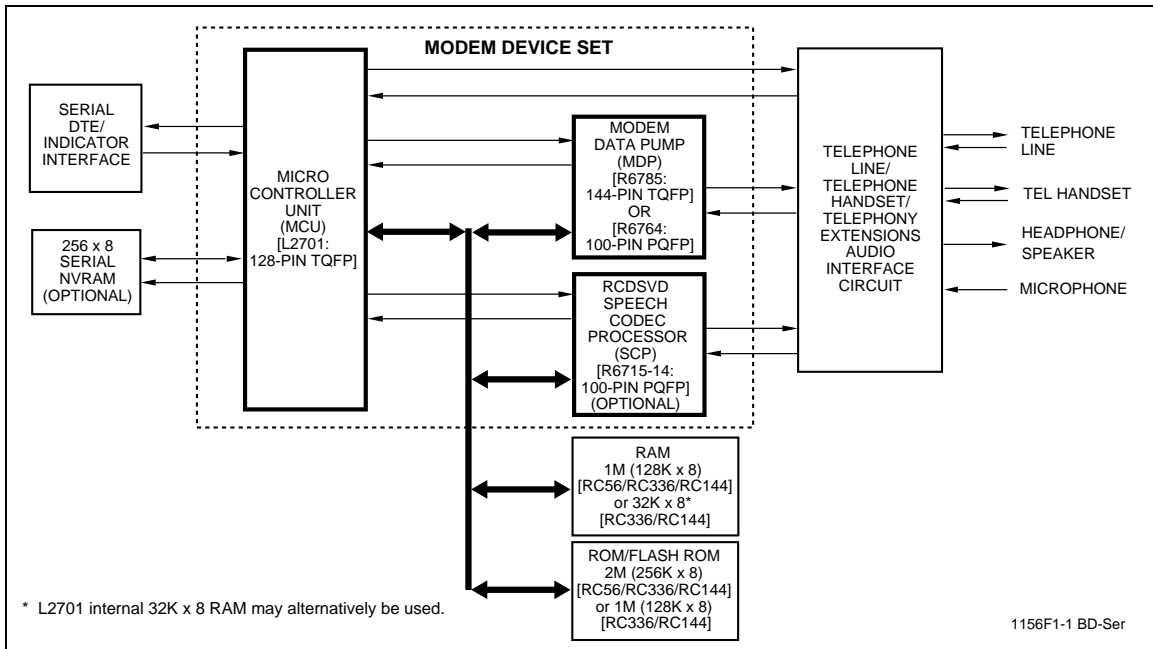 MODEM DEVICE SET
SERIAL
DTE/
INDICATOR
INTERFACE
256 x 8
SERIAL
NVRAM
(OPTIONAL)
MICRO
CONTROLLER
UNIT
(MCU)
[L2701:
128-PIN TQFP]
MODEM
DATA PUMP
(MDP)
[R6785:
144-PIN TQFP]
OR
[R6764:
100-PIN PQFP]
RCDSVD
SPEECH
CODEC
PROCESSOR
(SCP)
[R6715-14:
100-PIN PQFP]
(OPTIONAL)
TELEPHONE
LINE/
TELEPHONE
HANDSET/
TELEPHONY
EXTENSIONS
AUDIO
INTERFACE
CIRCUIT
TELEPHONE
LINE
TEL HANDSET
HEADPHONE/
SPEAKER
MICROPHONE
RAM
1M (128K x 8)
[RC56/RC336/RC144]
or 32K x 8*
[RC336/RC144]
ROM/FLASH ROM
2M (256K x 8)
[RC56/RC336/RC144]
or 1M (128K x 8)
[RC336/RC144]
* L2701 internal 32K x 8 RAM may alternatively be used.
1156F1-1 BD-Ser